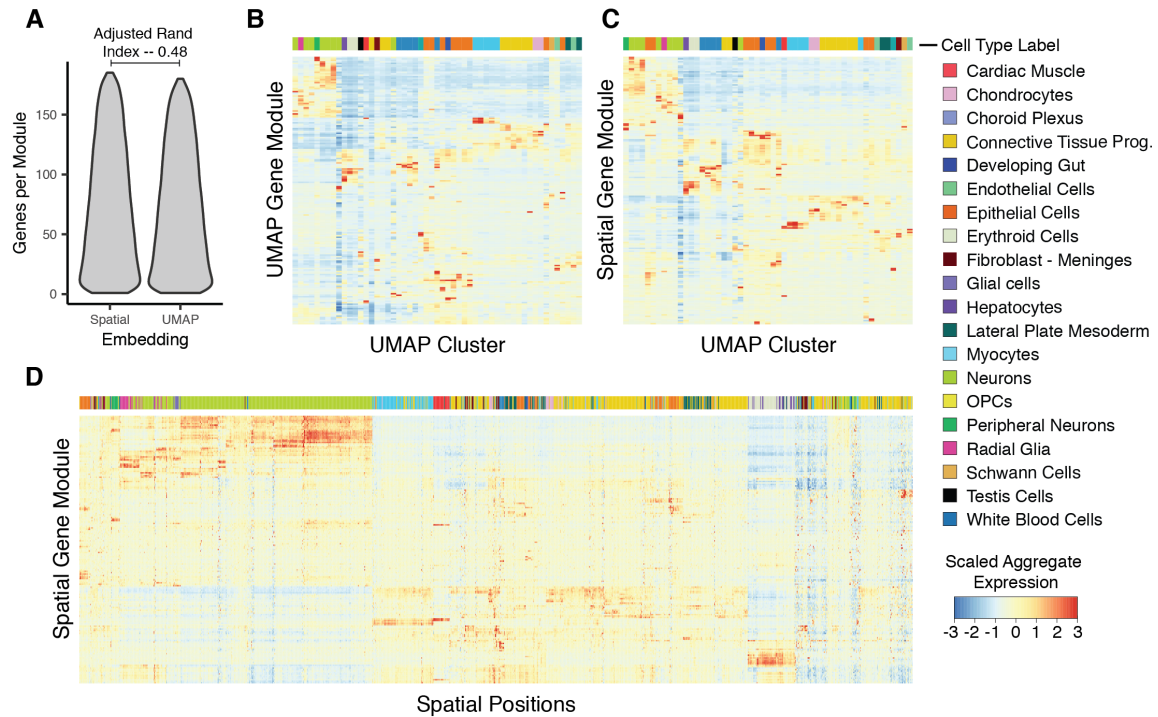 A
Adjusted Rand
Index -- 0.48
Genes per Module
150
100
50
0
Spatial
UMAP
Embedding
B
UMAP Gene Module
UMAP Cluster
C
Spatial Gene Module
UMAP Cluster
Cell Type Label
Cardiac Muscle
Chondrocytes
Choroid Plexus
Connective Tissue Prog.
Developing Gut
Endothelial Cells
Epithelial Cells
Erythroid Cells
Fibroblast - Meninges
Glial cells
Hepatocytes
Lateral Plate Mesoderm
Myocytes
Neurons
OPCs
Peripheral Neurons
Radial Glia
Schwann Cells
Testis Cells
White Blood Cells
D
Spatial Gene Module
Spatial Positions
Scaled Aggregate
Expression
-3 -2 -1 0 1 2 3